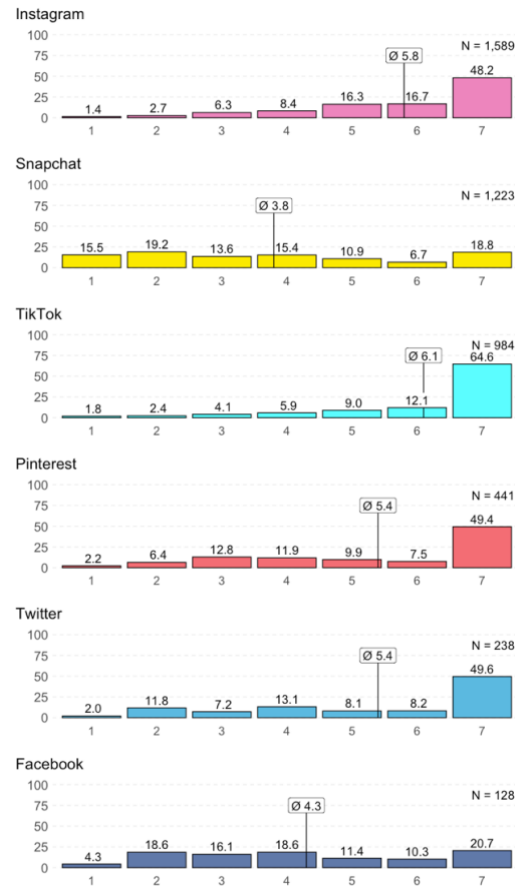 Instagram
100
N = 1,589
75
Ø 5.8
50
48.2
25
1.4 2.7 6.3 8.4 16.3 16.7
0
1 2 3 4 5 6 7
Snapchat
100
N = 1,223
75
Ø 3.8
50
25
15.5 19.2 13.6 15.4 10.9 6.7 18.8
0
1 2 3 4 5 6 7
TikTok
100
N = 984
75
Ø 6.1
64.6
50
25
1.8 2.4 4.1 5.9 9.0 12.1
0
1 2 3 4 5 6 7
Pinterest
100
N = 441
75
Ø 5.4
50
49.4
25
2.2 6.4 12.8 11.9 9.9 7.5
0
1 2 3 4 5 6 7
Twitter
100
N = 238
75
Ø 5.4
50
49.6
25
2.0 11.8 7.2 13.1 8.1 8.2
0
1 2 3 4 5 6 7
Facebook
100
N = 128
75
Ø 4.3
50
25
4.3 18.6 16.1 18.6 11.4 10.3 20.7
0
1 2 3 4 5 6 7